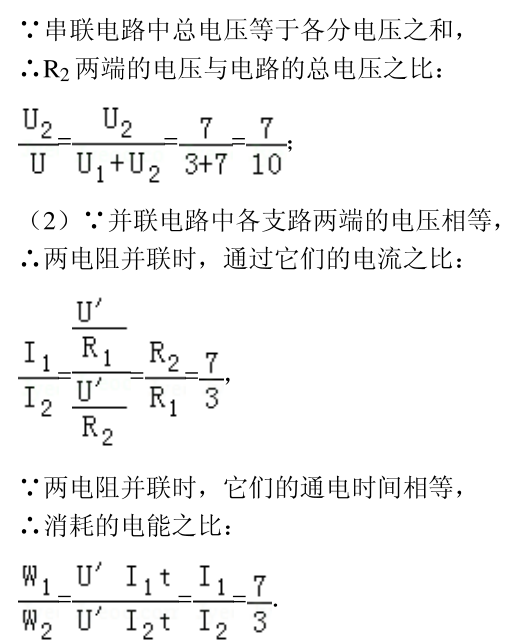 ∵串联电路中总电压等于各分电压之和，
∴R₂两端的电压与电路的总电压之比：
U₂/U=U₂/(U₁+U₂)=7/(3+7)=7/10；
（2）∵并联电路中各支路两端的电压相等，
∴两电阻并联时，通过它们的电流之比：
I₁/I₂=(U′/R₁)/(U′/R₂)=R₂/R₁=7/3，
∵两电阻并联时，它们的通电时间相等，
∴消耗的电能之比：
W₁/W₂=U′ I₁t/U′ I₂t=I₁/I₂=7/3.